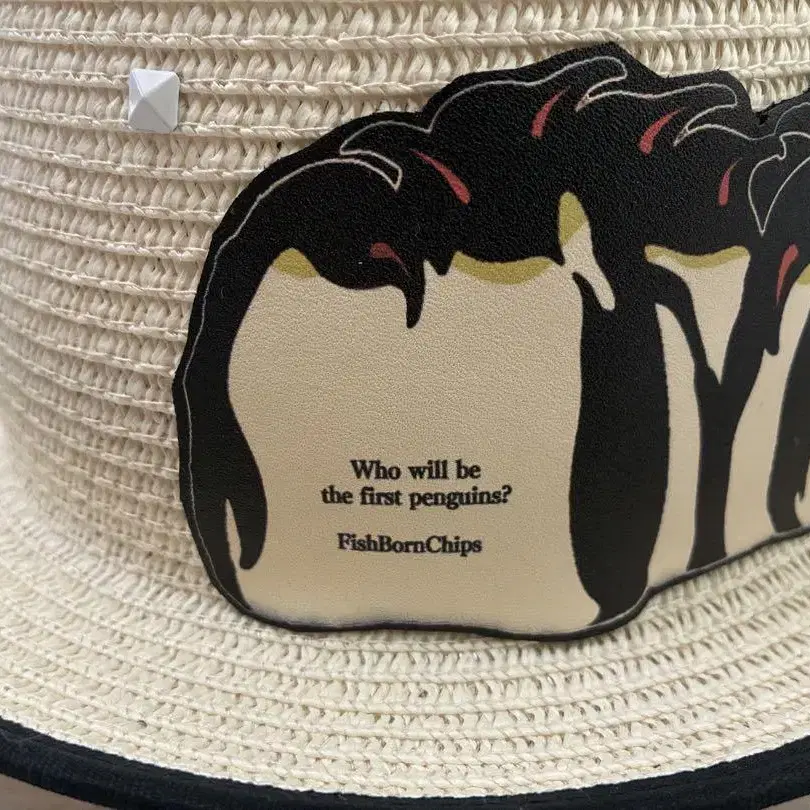 Who will be
the first penguins?
FishBornChips